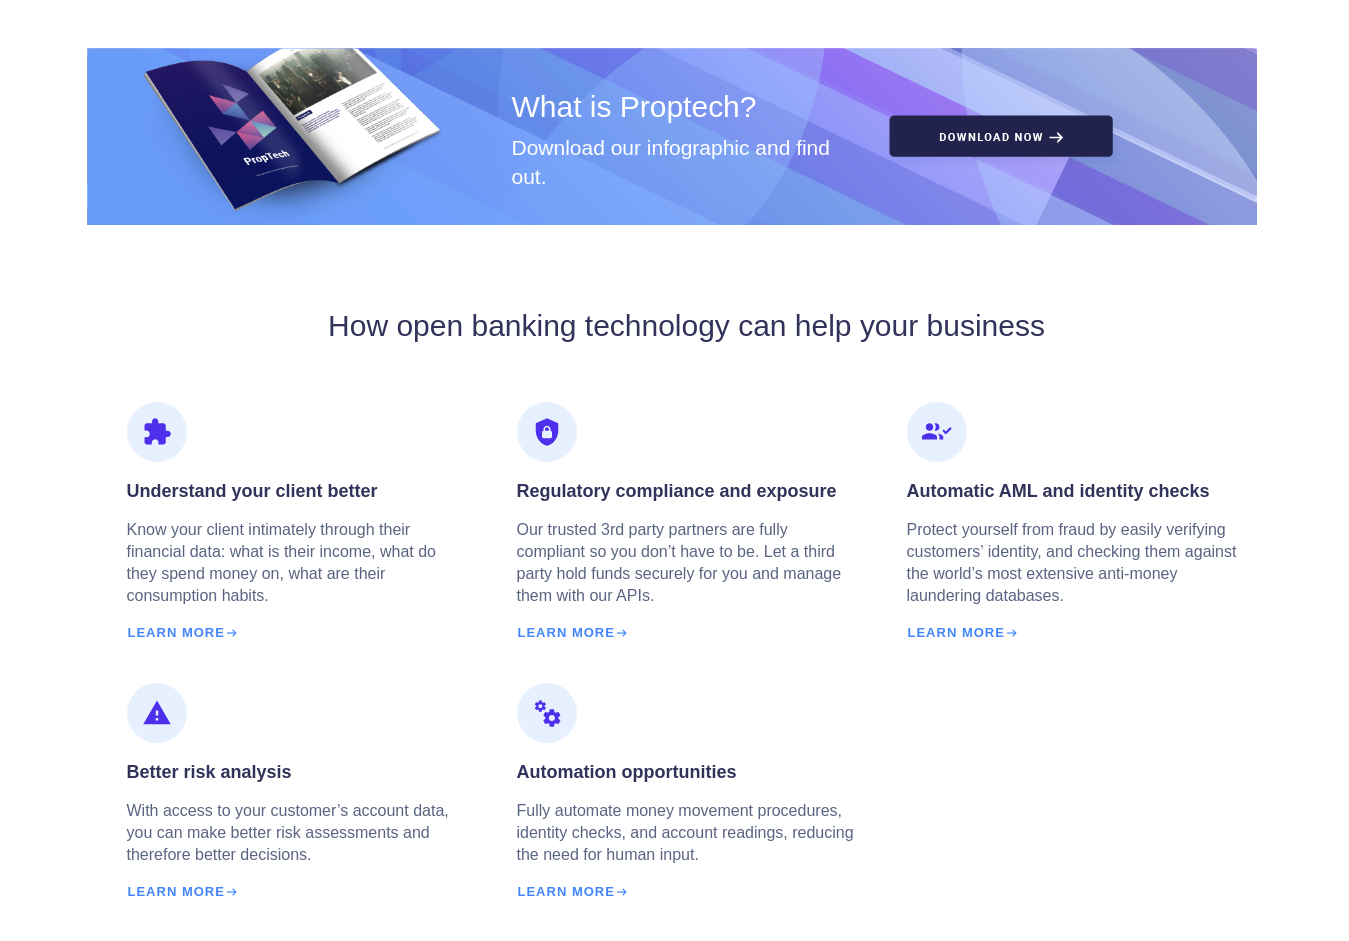 PropTech
What is Proptech?
Download our infographic and find
out.
DOWNLOAD NOW
How open banking technology can help your business
Understand your client better
Know your client intimately through their
financial data: what is their income, what do
they spend money on, what are their
consumption habits.
LEARN MORE
Regulatory compliance and exposure
Our trusted 3rd party partners are fully
compliant so you don’t have to be. Let a third
party hold funds securely for you and manage
them with our APIs.
LEARN MORE
Automatic AML and identity checks
Protect yourself from fraud by easily verifying
customers’ identity, and checking them against
the world’s most extensive anti-money
laundering databases.
LEARN MORE
Better risk analysis
With access to your customer’s account data,
you can make better risk assessments and
therefore better decisions.
LEARN MORE
Automation opportunities
Fully automate money movement procedures,
identity checks, and account readings, reducing
the need for human input.
LEARN MORE